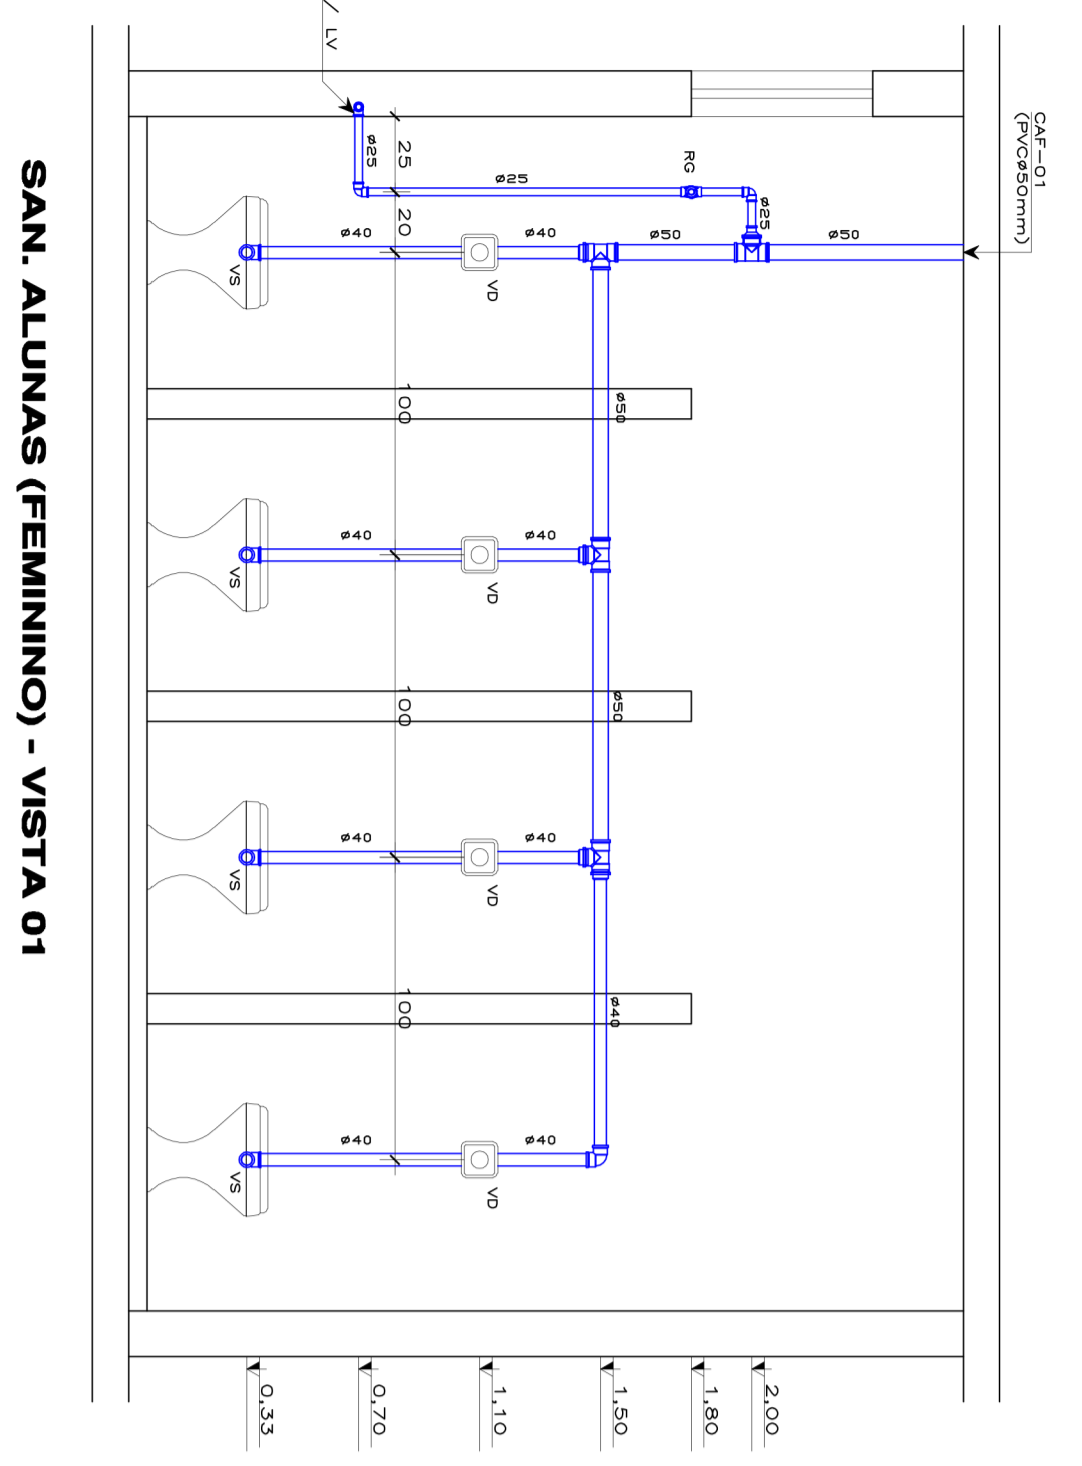 CAF-01
(PVCø50mm)
ø50
ø25
RG
ø25
ø50
ø25
25
20
/ LV
ø40
VD
ø40
VS
ø50
100
ø40
VD
ø40
VS
ø50
100
ø40
VD
ø40
VS
ø40
100
ø40
VD
ø40
VS
2,00
1,80
1,50
1,10
0,70
0,33
SAN. ALUNAS (FEMININO) - VISTA 01